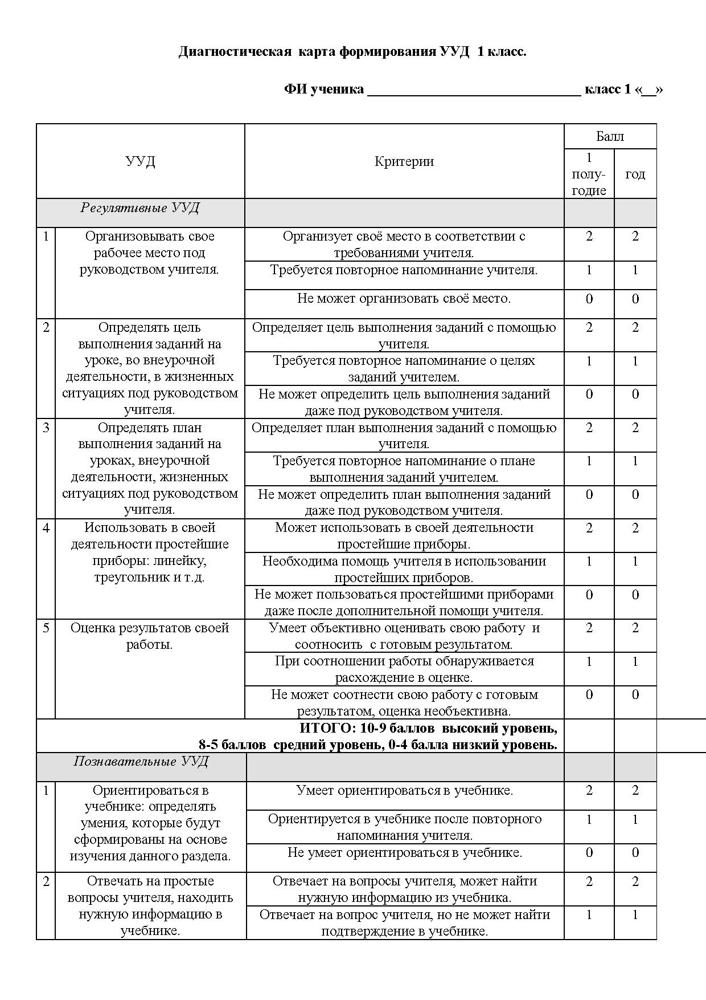 Диагностическая  карта формирования УУД  1 класс.
ФИ ученика ______________________________ класс 1 «__»
УУД
Критерии
Балл
1
полу-
годие
год
Регулятивные УУД
1
Организовывать свое
рабочее место под
руководством учителя.
Организует своё место в соответствии с
требованиями учителя.
2
2
Требуется повторное напоминание учителя.
1
1
Не может организовать своё место.
0
0
2
Определять цель
выполнения заданий на
уроке, во внеурочной
деятельности, в жизненных
ситуациях под руководством
учителя.
Определяет цель выполнения заданий с помощью
учителя.
2
2
Требуется повторное напоминание о целях
заданий учителем.
1
1
Не может определить цель выполнения заданий
даже под руководством учителя.
0
0
3
Определять план
выполнения заданий на
уроках, внеурочной
деятельности, жизненных
ситуациях под руководством
учителя.
Определяет план выполнения заданий с помощью
учителя.
2
2
Требуется повторное напоминание о плане
выполнения заданий учителем.
1
1
Не может определить план выполнения заданий
даже под руководством учителя.
0
0
4
Использовать в своей
деятельности простейшие
приборы: линейку,
треугольник и т.д.
Может использовать в своей деятельности
простейшие приборы.
2
2
Необходима помощь учителя в использовании
простейших приборов.
1
1
Не может пользоваться простейшими приборами
даже после дополнительной помощи учителя.
0
0
5
Оценка результатов своей
работы.
Умеет объективно оценивать свою работу  и
соотносить  с готовым результатом.
2
2
При соотношении работы обнаруживается
расхождение в оценке.
1
1
Не может соотнести свою работу с готовым
результатом, оценка необъективна.
0
0
ИТОГО: 10-9 баллов  высокий уровень,
8-5 баллов  средний уровень, 0-4 балла низкий уровень.
Познавательные УУД
1
Ориентироваться в
учебнике: определять
умения, которые будут
сформированы на основе
изучения данного раздела.
Умеет ориентироваться в учебнике.
2
2
Ориентируется в учебнике после повторного
напоминания учителя.
1
1
Не умеет ориентироваться в учебнике.
0
0
2
Отвечать на простые
вопросы учителя, находить
нужную информацию в
учебнике.
Отвечает на вопросы учителя, может найти
нужную информацию из учебника.
2
2
Отвечает на вопрос учителя, но не может найти
подтверждение в учебнике.
1
1